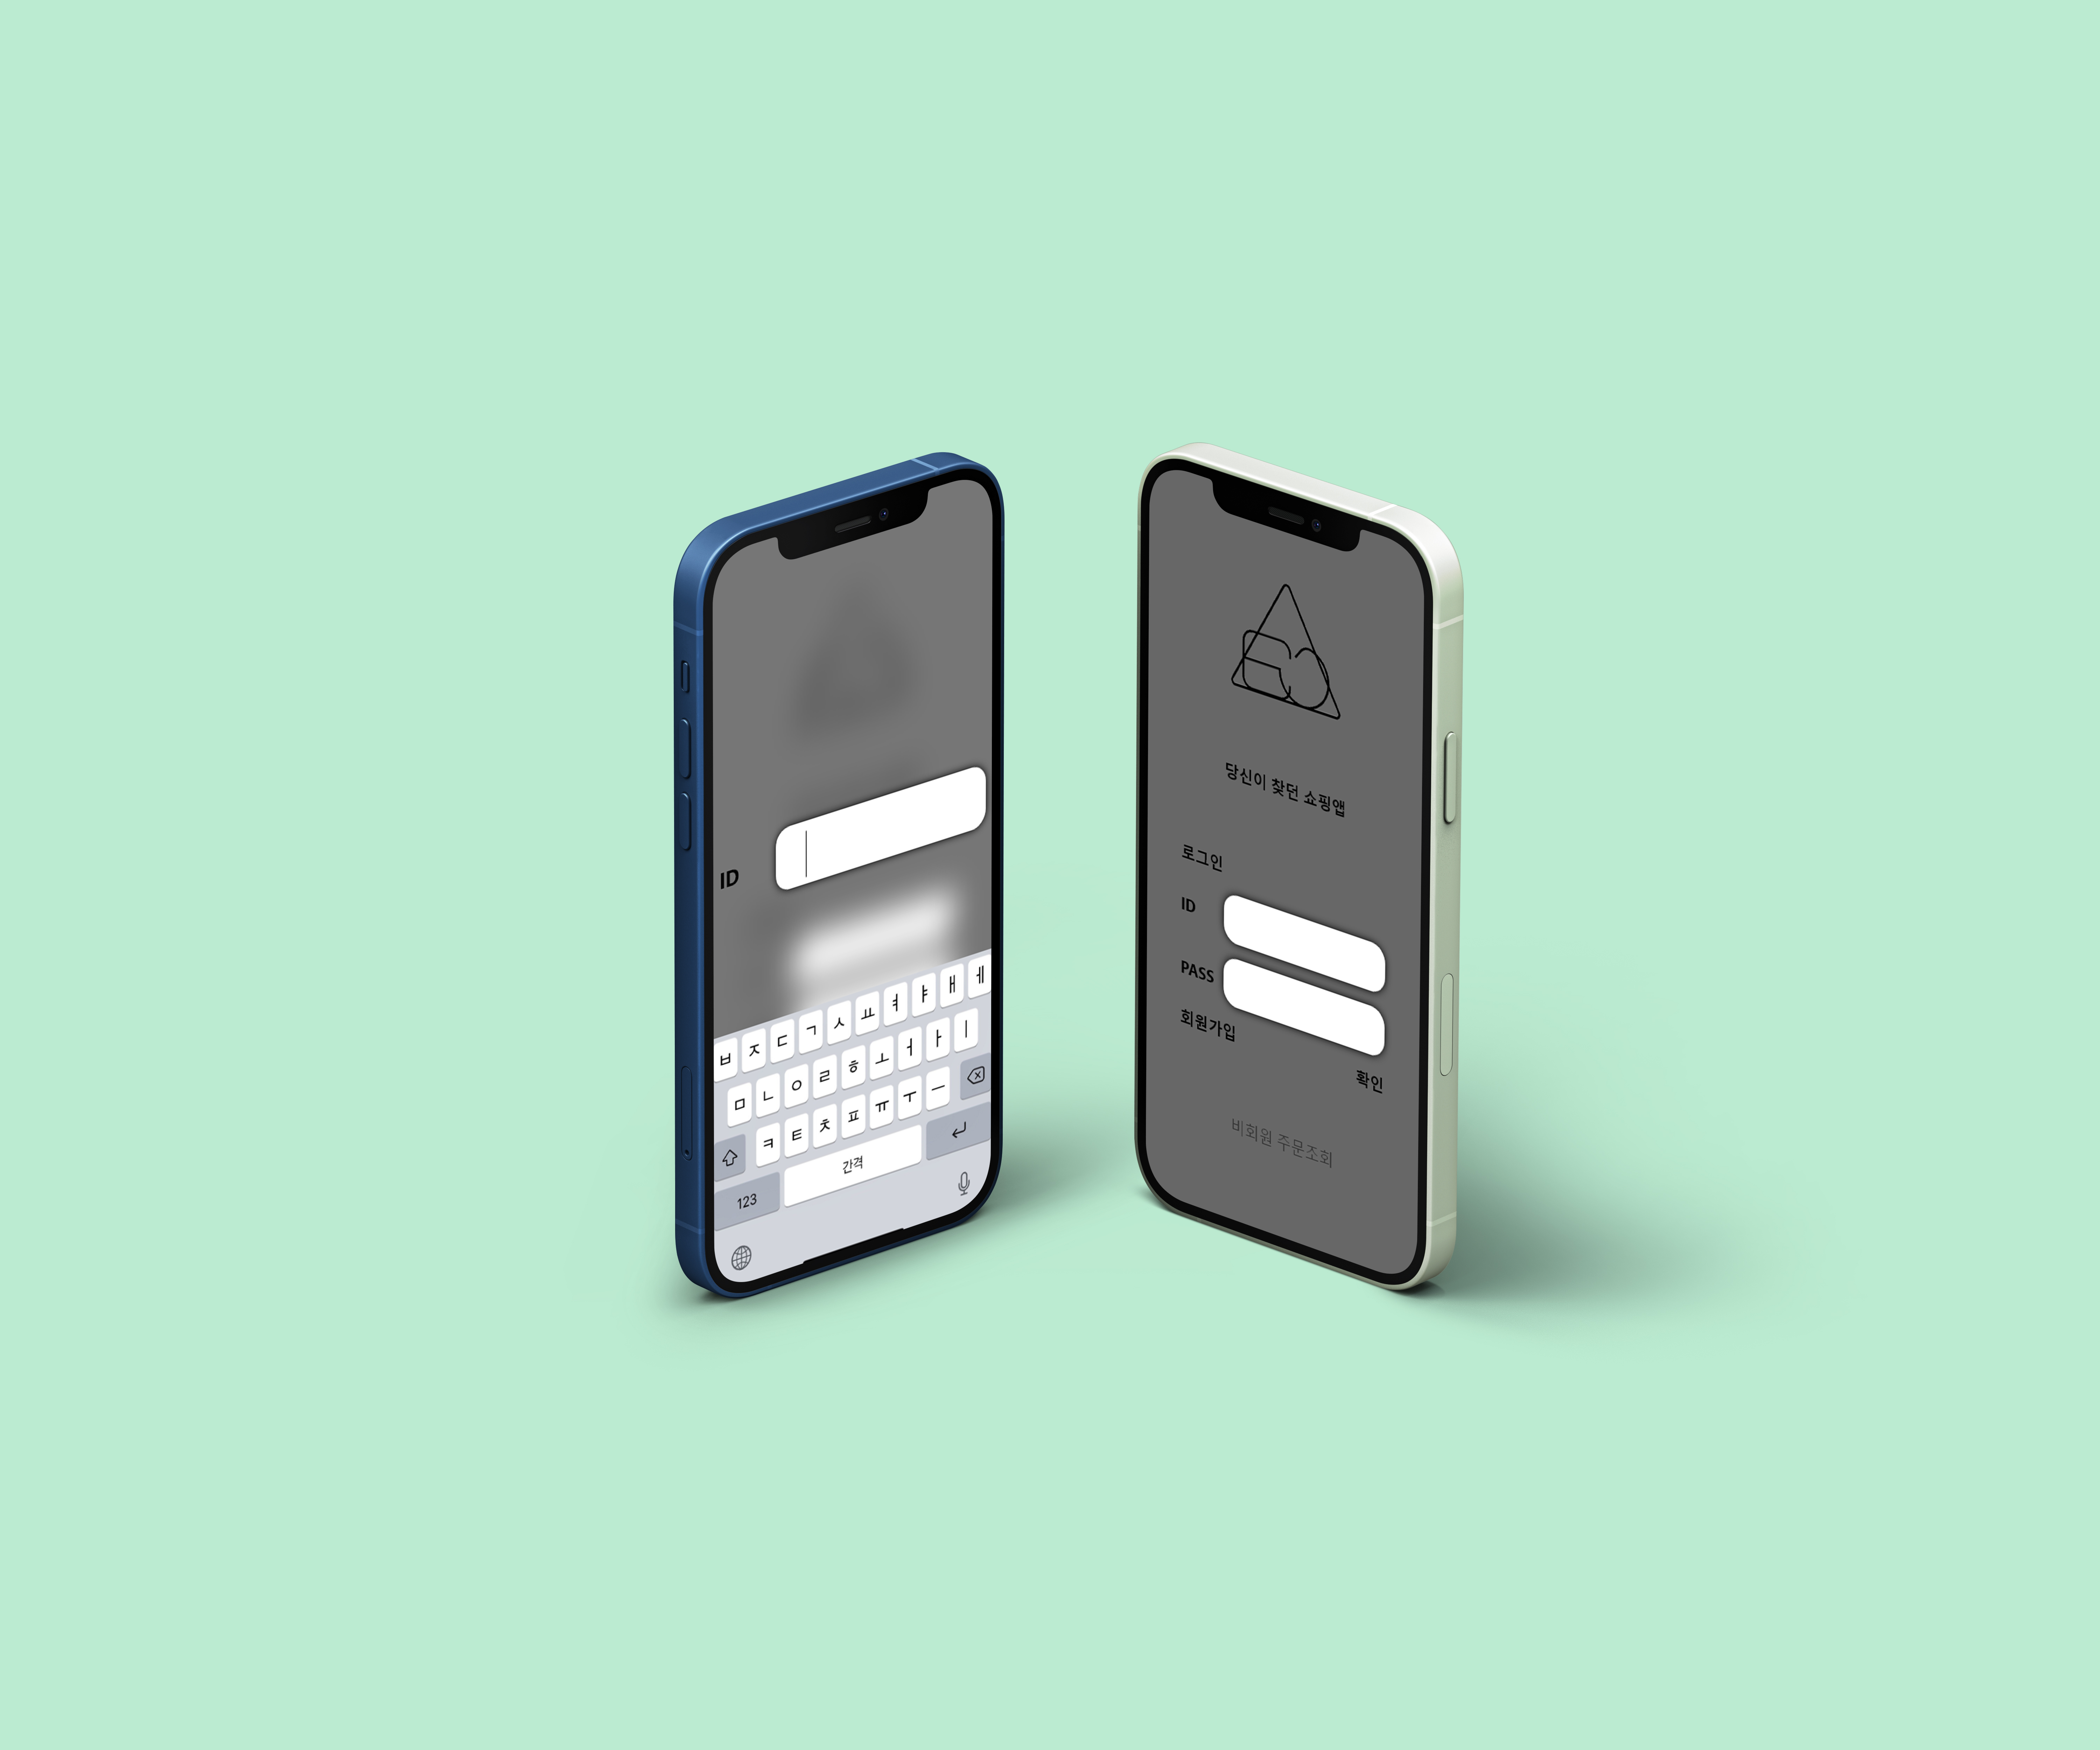 ID
ㅂ ㅈ ㄷ ㄱ ㅅ ㅛ ㅕ ㅑ ㅐ ㅔ
ㅁ ㄴ ㅇ ㄹ ㅎ ㅗ ㅓ ㅏ ㅣ
ㅋ ㅌ ㅊ ㅍ ㅠ ㅜ ㅡ
123 간격
당신이 찾던 쇼핑앱
로그인
ID
PASS
회원가입
확인
비회원 주문조회